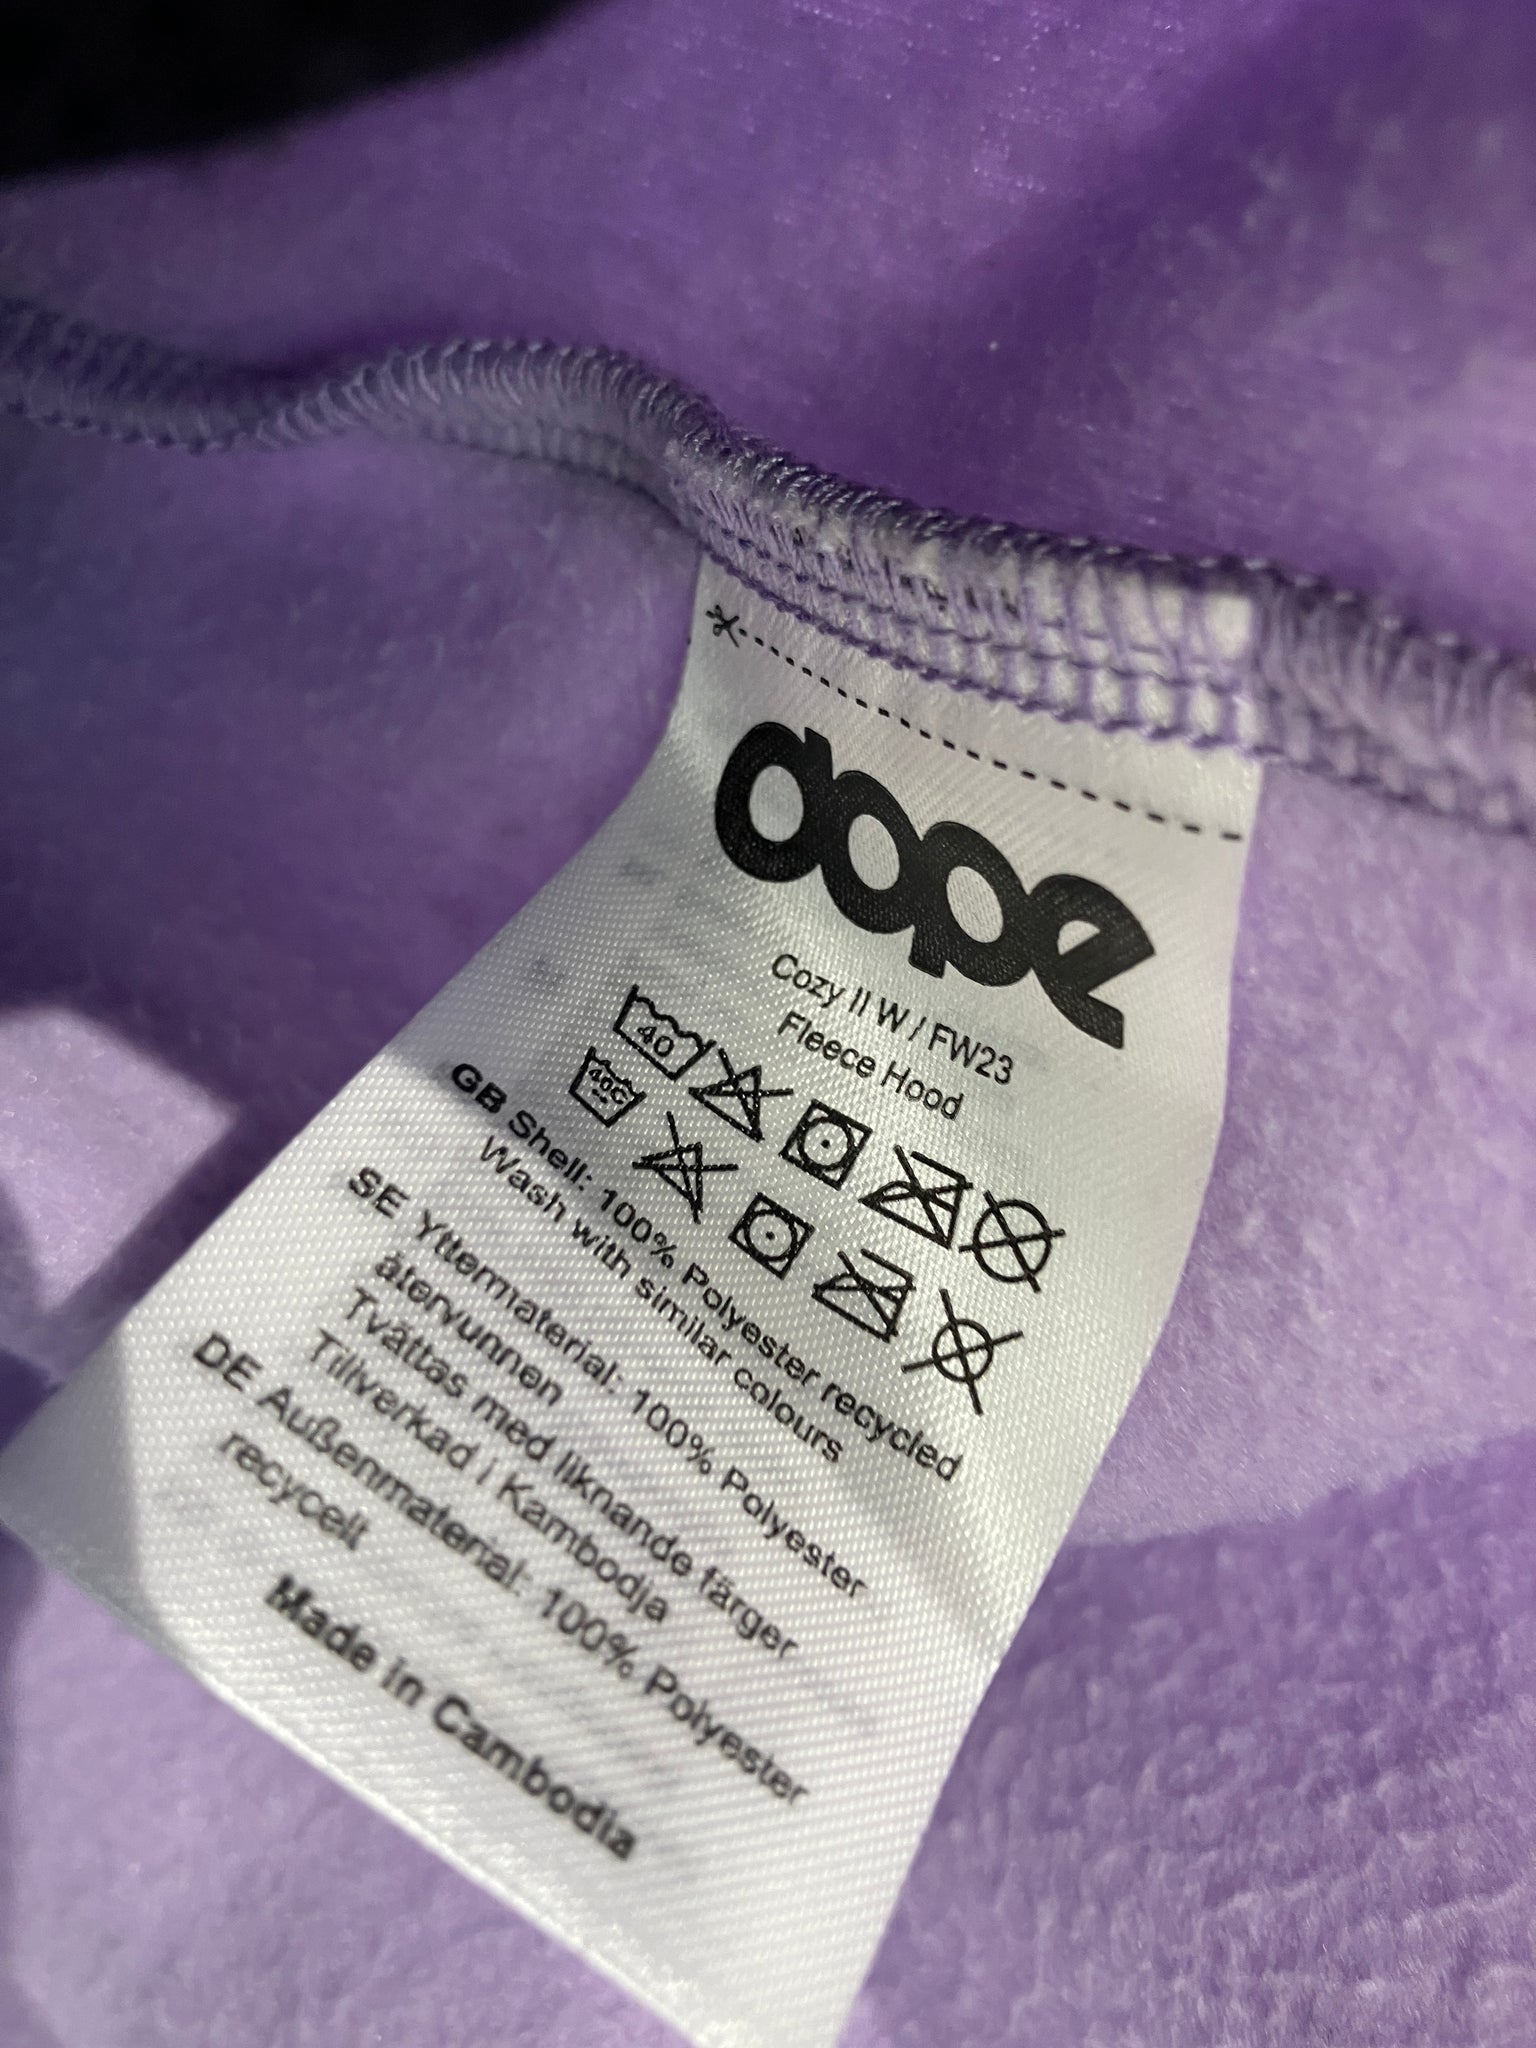 dope
Cozy II W / FW23
Fleece Hood
40
40C
GB Shell: 100% Polyester recycled
Wash with similar colours
SE Yttermaterial: 100% Polyester
återvunnen
Tvättas med liknande färger
Tillverkad i Kambodja
DE Außenmaterial: 100% Polyester
recycelt
Made in Cambodia